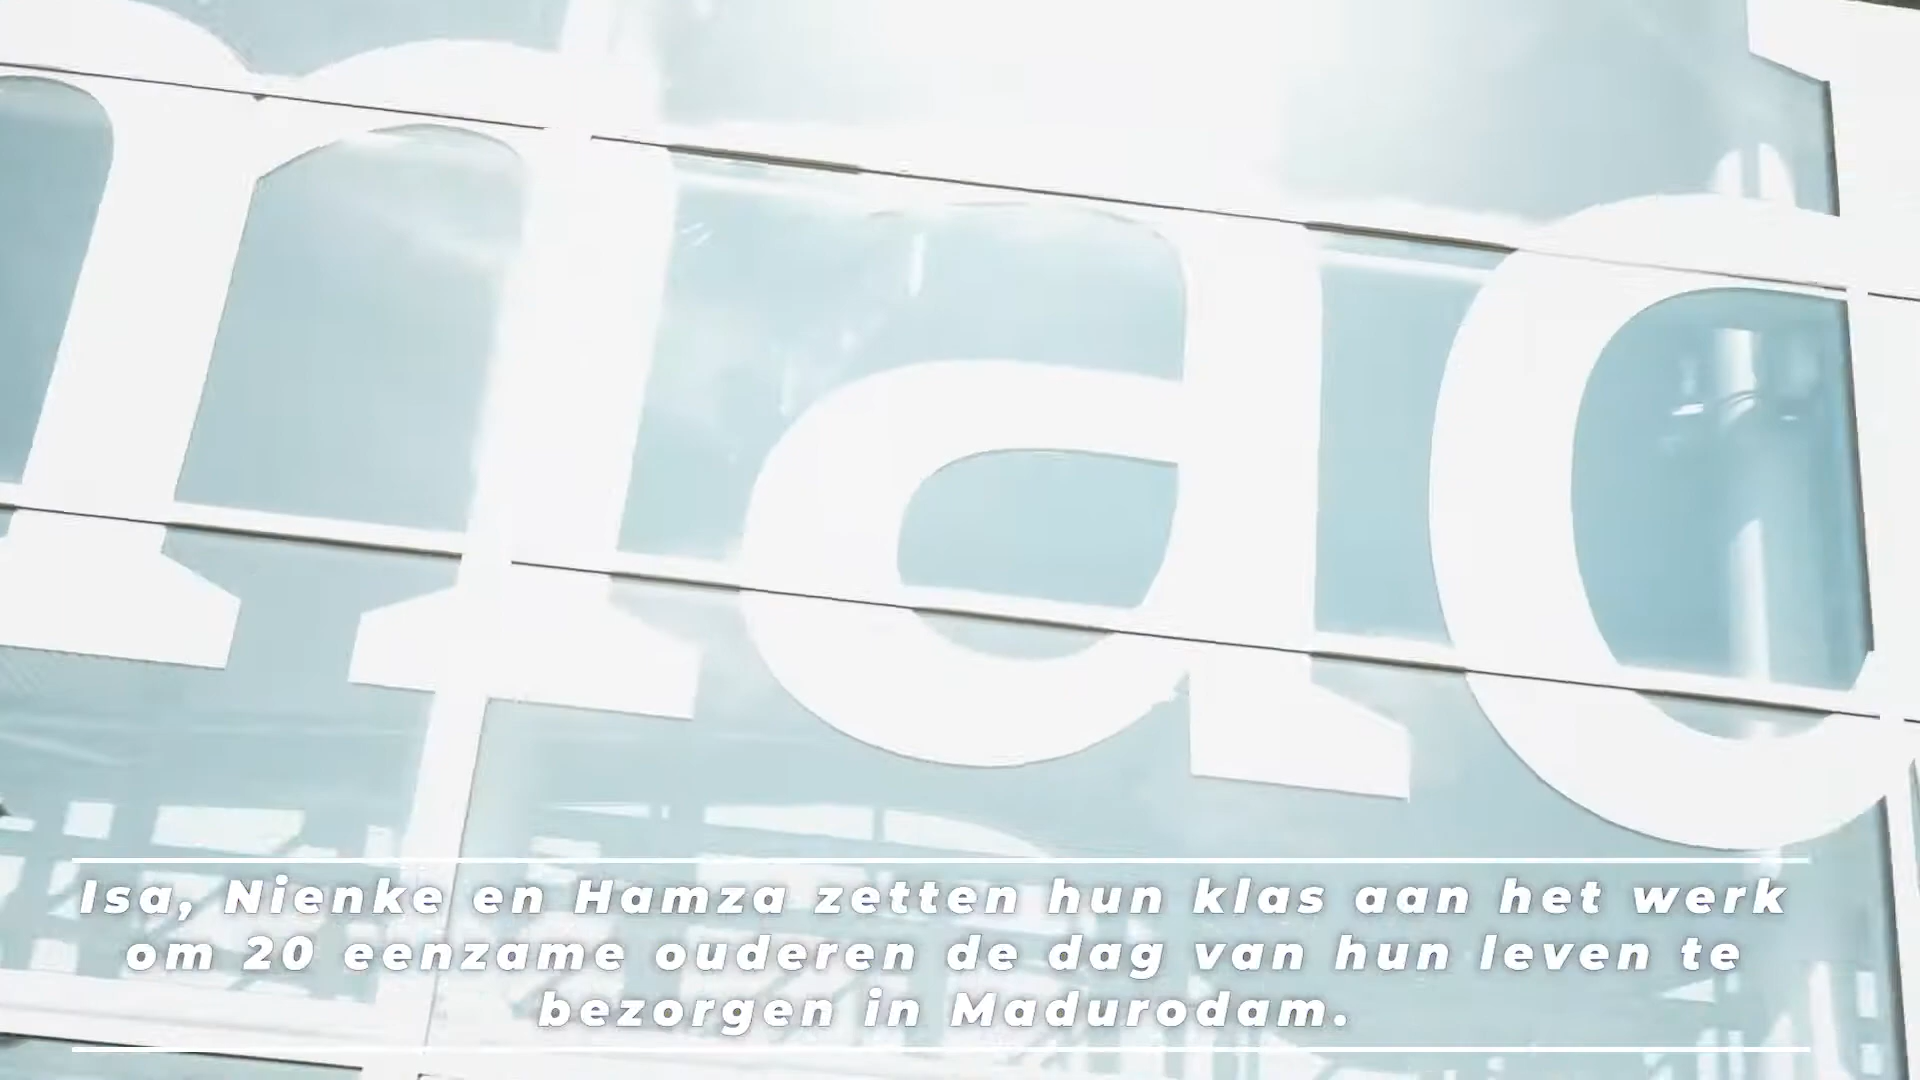 mad
Isa, Nienke en Hamza zetten hun klas aan het werk
om 20 eenzame ouderen de dag van hun leven te
bezorgen in Madurodam.